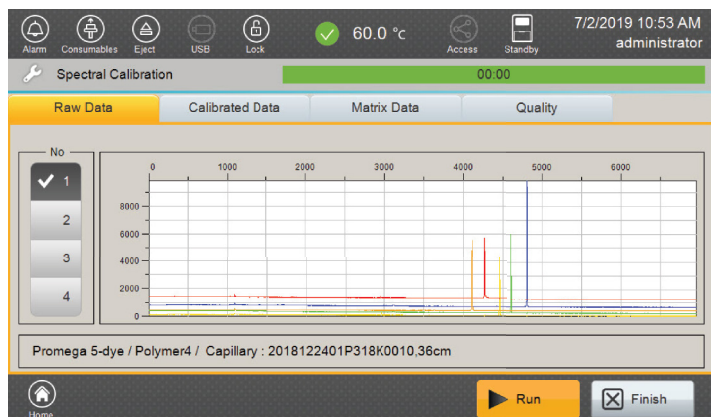 7/2/2019 10:53 AM
60.0 °c
administrator
Alarm Consumables Eject USB Lock Access Standby
Spectral Calibration 00:00
Raw Data Calibrated Data Matrix Data Quality
No
1
2
3
4
0 1000 2000 3000 4000 5000 6000
8000
6000
4000
2000
0
Promega 5-dye / Polymer4 / Capillary : 2018122401P318K0010,36cm
Run Finish
Home